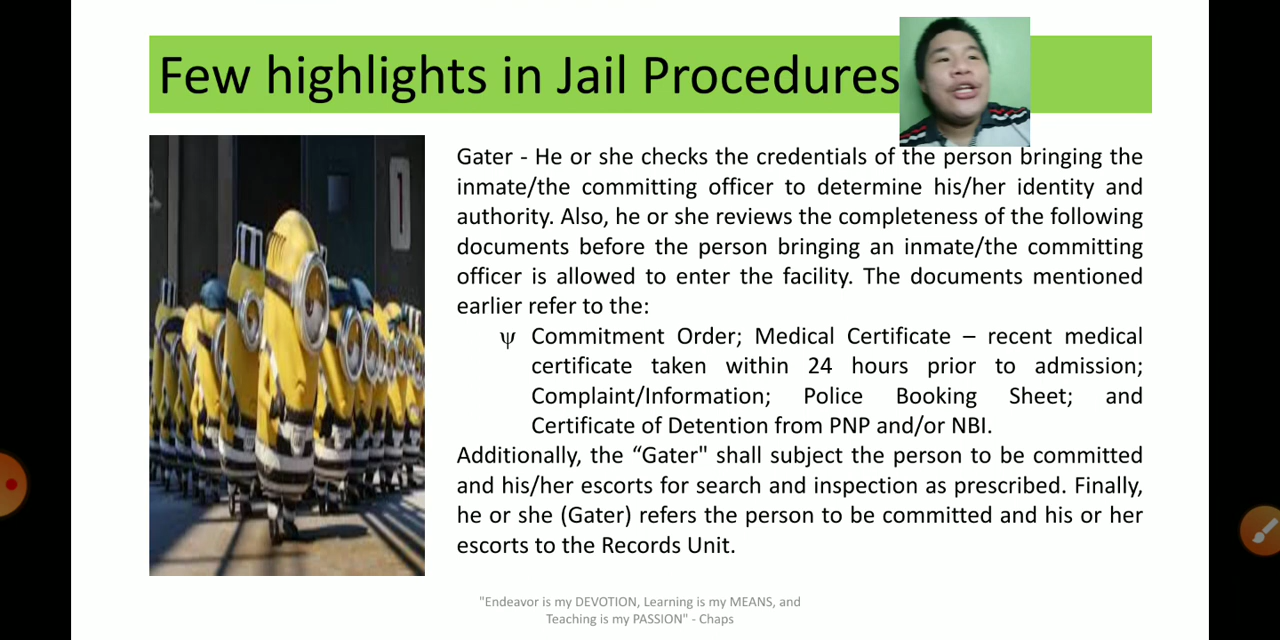 Few highlights in Jail Procedures
Gater - He or she checks the credentials of the person bringing the
inmate/the committing officer to determine his/her identity and
authority. Also, he or she reviews the completeness of the following
documents before the person bringing an inmate/the committing
officer is allowed to enter the facility. The documents mentioned
earlier refer to the:
ψ Commitment Order; Medical Certificate – recent medical
certificate taken within 24 hours prior to admission;
Complaint/Information; Police Booking Sheet; and
Certificate of Detention from PNP and/or NBI.
Additionally, the “Gater" shall subject the person to be committed
and his/her escorts for search and inspection as prescribed. Finally,
he or she (Gater) refers the person to be committed and his or her
escorts to the Records Unit.
"Endeavor is my DEVOTION, Learning is my MEANS, and
Teaching is my PASSION" - Chaps